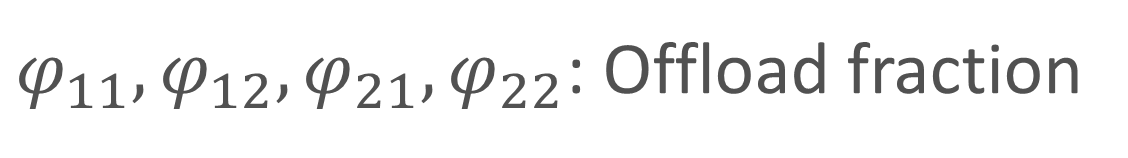 𝜑₁₁, 𝜑₁₂, 𝜑₂₁, 𝜑₂₂: Offload fraction